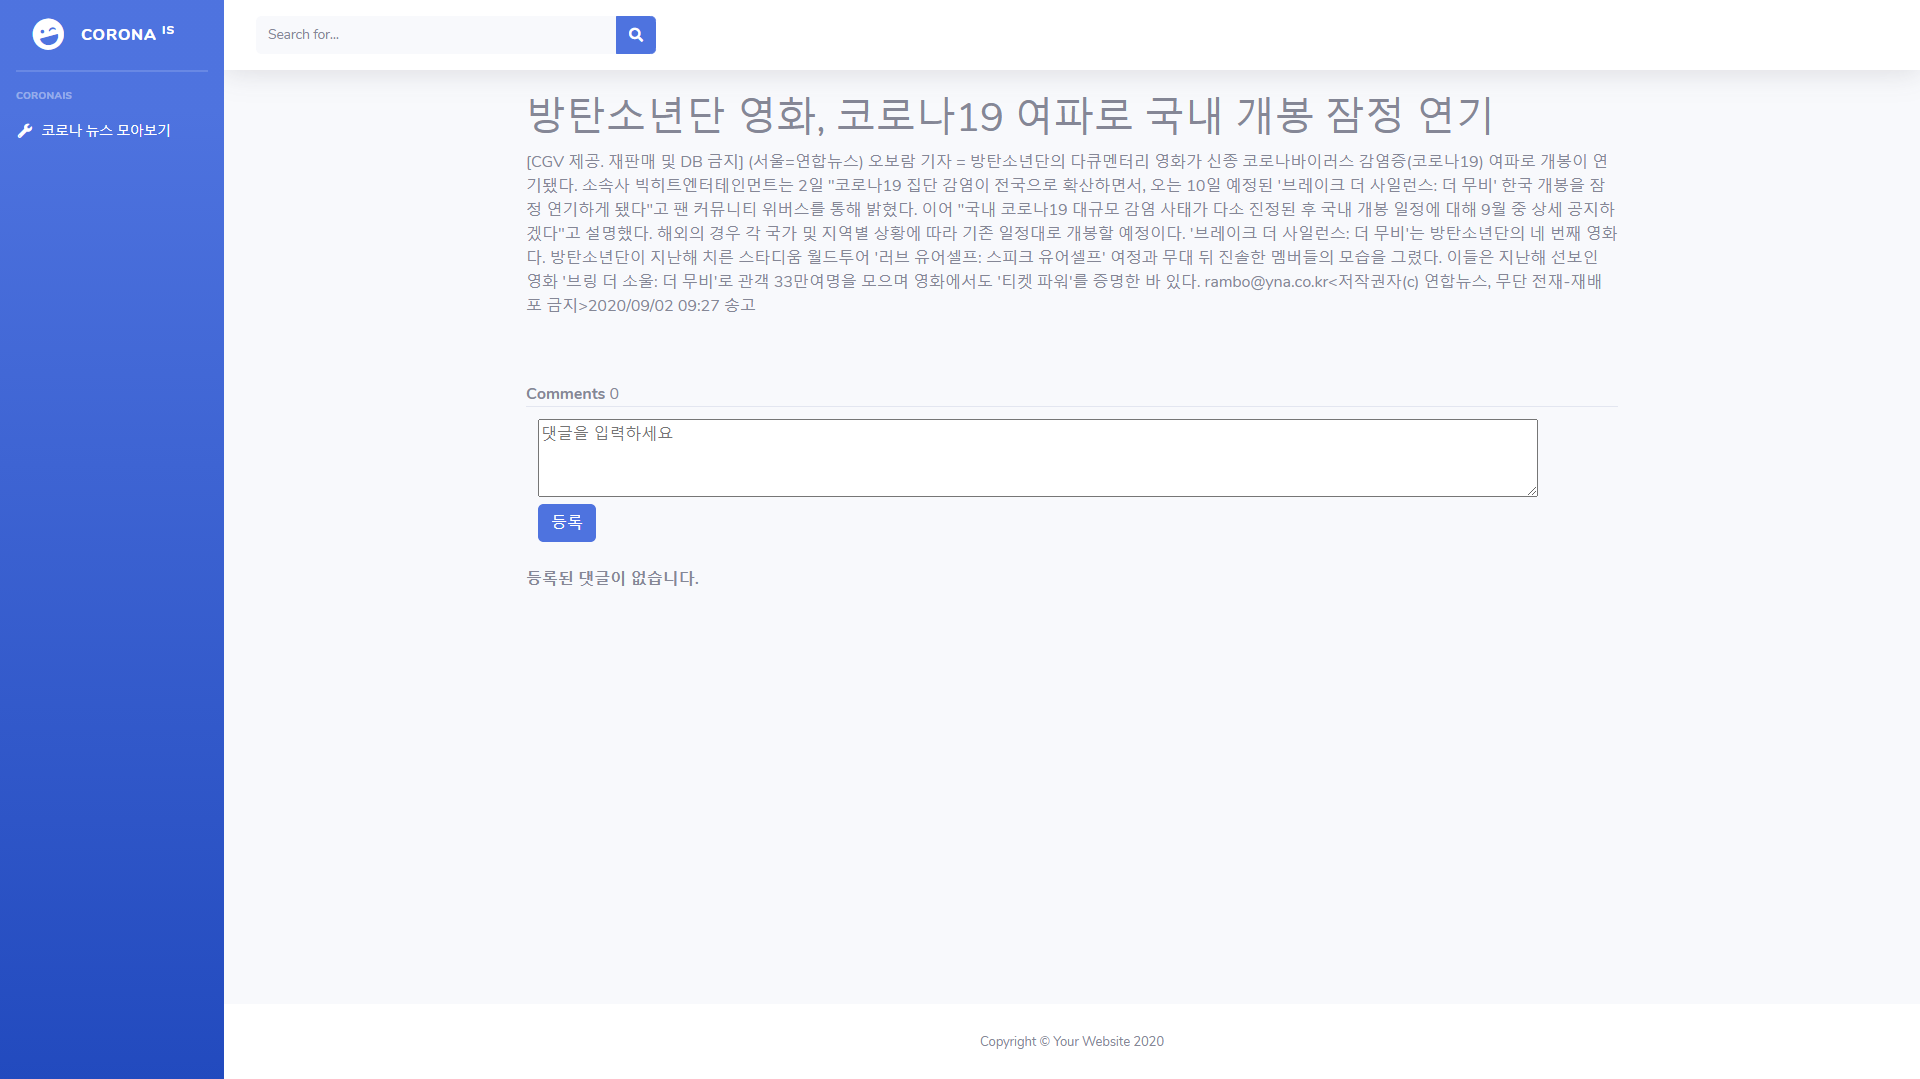 CORONA IS
CORONAIS
코로나 뉴스 모아보기
Search for...
방탄소년단 영화, 코로나19 여파로 국내 개봉 잠정 연기
[CGV 제공. 재판매 및 DB 금지] (서울=연합뉴스) 오보람 기자 = 방탄소년단의 다큐멘터리 영화가 신종 코로나바이러스 감염증(코로나19) 여파로 개봉이 연
기됐다. 소속사 빅히트엔터테인먼트는 2일 "코로나19 집단 감염이 전국으로 확산하면서, 오는 10일 예정된 '브레이크 더 사일런스: 더 무비' 한국 개봉을 잠
정 연기하게 됐다"고 팬 커뮤니티 위버스를 통해 밝혔다. 이어 "국내 코로나19 대규모 감염 사태가 다소 진정된 후 국내 개봉 일정에 대해 9월 중 상세 공지하
겠다"고 설명했다. 해외의 경우 각 국가 및 지역별 상황에 따라 기존 일정대로 개봉할 예정이다. '브레이크 더 사일런스: 더 무비'는 방탄소년단의 네 번째 영화
다. 방탄소년단이 지난해 치른 스타디움 월드투어 '러브 유어셀프: 스피크 유어셀프' 여정과 무대 뒤 진솔한 멤버들의 모습을 그렸다. 이들은 지난해 선보인
영화 '브링 더 소울: 더 무비'로 관객 33만여명을 모으며 영화에서도 '티켓 파워'를 증명한 바 있다. rambo@yna.co.kr<저작권자(c) 연합뉴스, 무단 전재-재배
포 금지>2020/09/02 09:27 송고
Comments 0
댓글을 입력하세요
등록
등록된 댓글이 없습니다.
Copyright © Your Website 2020